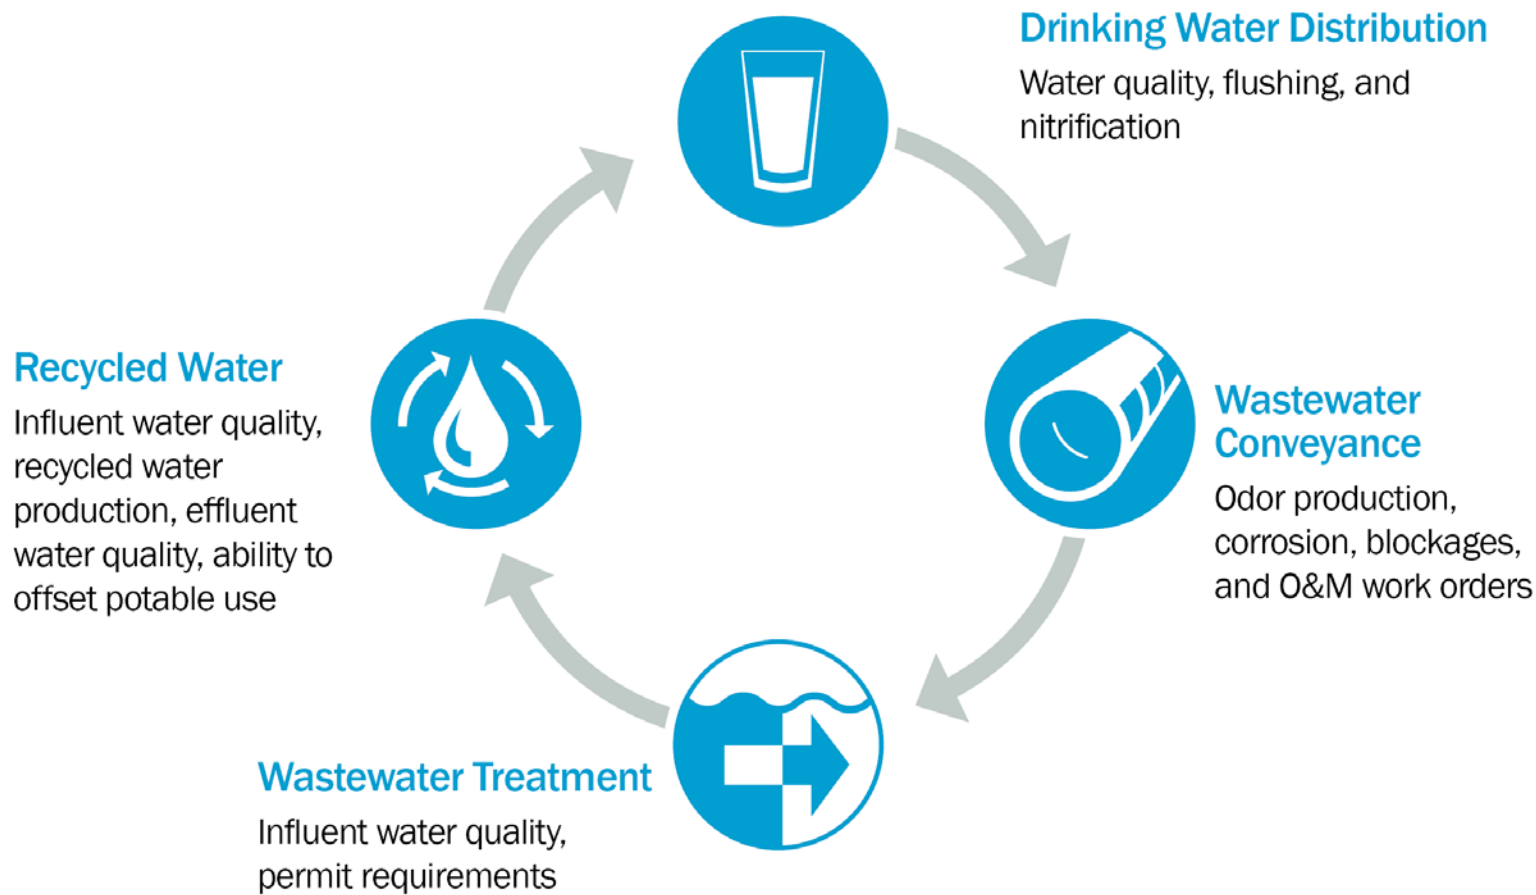 Drinking Water Distribution
Water quality, flushing, and
nitrification
Wastewater
Conveyance
Odor production,
corrosion, blockages,
and O&M work orders
Wastewater Treatment
Influent water quality,
permit requirements
Recycled Water
Influent water quality,
recycled water
production, effluent
water quality, ability to
offset potable use